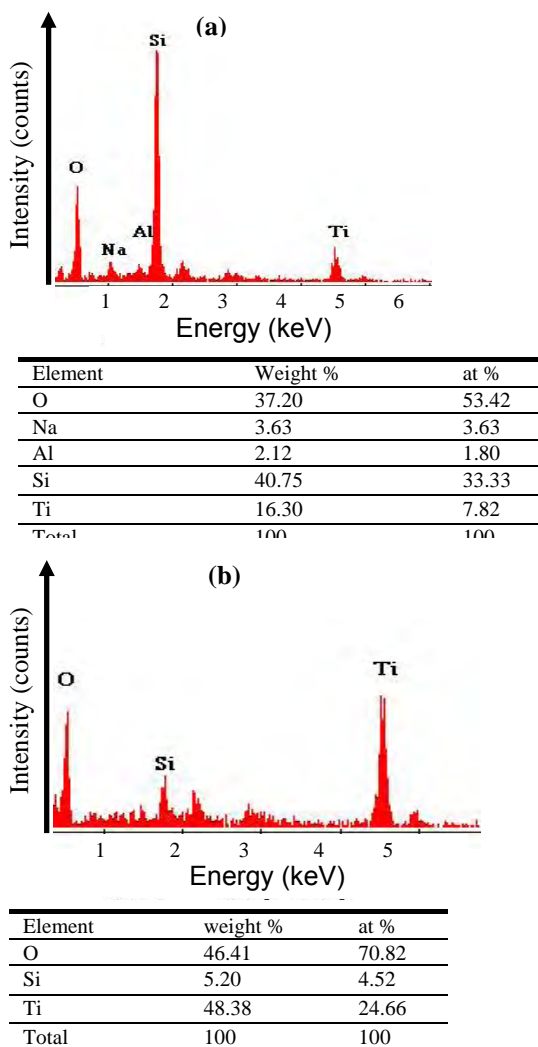 (a)
Si
O
Al
Na
Ti
Intensity (counts)
1 2 3 4 5 6
Energy (keV)
Element Weight % at %
O 37.20 53.42
Na 3.63 3.63
Al 2.12 1.80
Si 40.75 33.33
Ti 16.30 7.82
Total 100 100
(b)
O
Ti
Si
Intensity (counts)
1 2 3 4 5
Energy (keV)
Element weight % at %
O 46.41 70.82
Si 5.20 4.52
Ti 48.38 24.66
Total 100 100